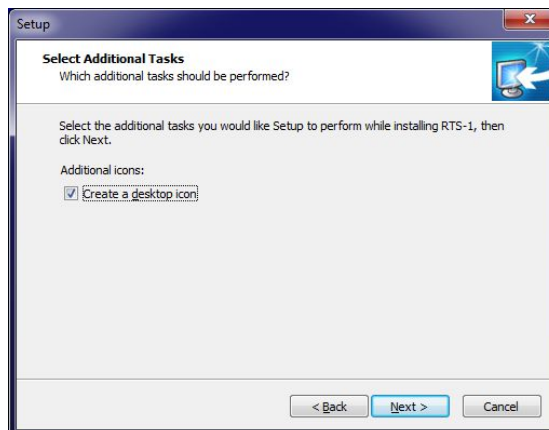 Setup
Select Additional Tasks
Which additional tasks should be performed?
Select the additional tasks you would like Setup to perform while installing RTS-1, then
click Next.
Additional icons:
Create a desktop icon
< Back
Next >
Cancel